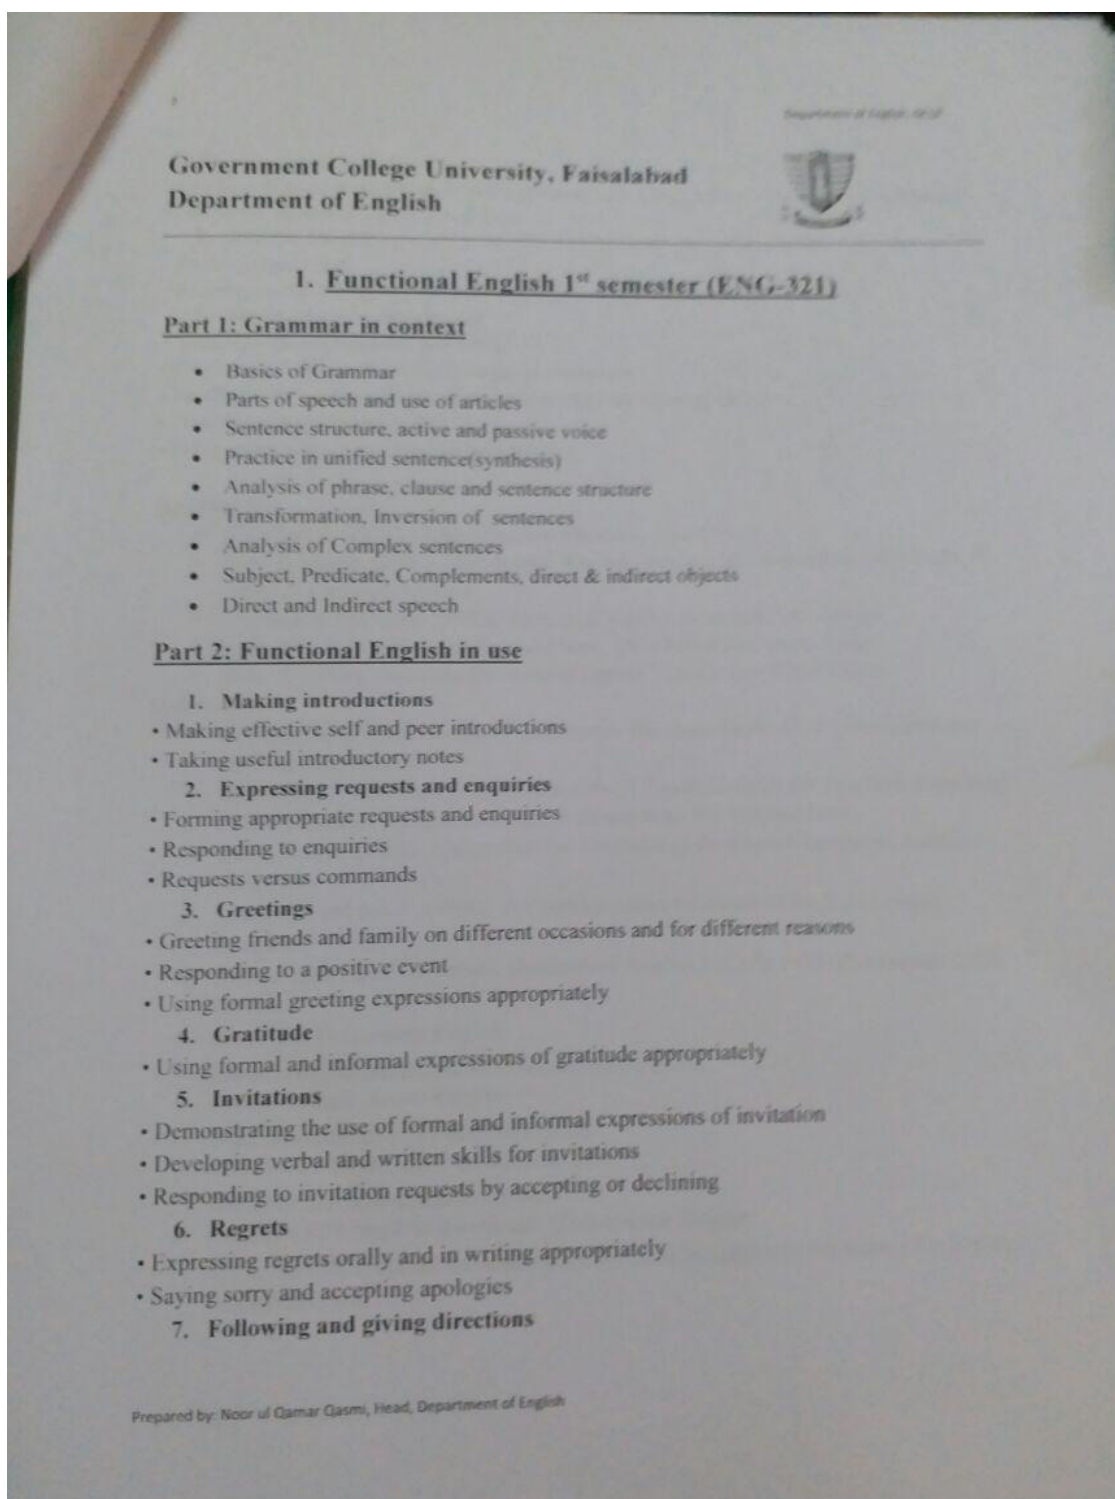 Department of English, GCUF
Government College University, Faisalabad
Department of English
1. Functional English 1st semester (ENG-321)
Part 1: Grammar in context
• Basics of Grammar
• Parts of speech and use of articles
• Sentence structure, active and passive voice
• Practice in unified sentence(synthesis)
• Analysis of phrase, clause and sentence structure
• Transformation, Inversion of sentences
• Analysis of Complex sentences
• Subject, Predicate, Complements, direct & indirect objects
• Direct and Indirect speech
Part 2: Functional English in use
1. Making introductions
• Making effective self and peer introductions
• Taking useful introductory notes
2. Expressing requests and enquiries
• Forming appropriate requests and enquiries
• Responding to enquiries
• Requests versus commands
3. Greetings
• Greeting friends and family on different occasions and for different reasons
• Responding to a positive event
• Using formal greeting expressions appropriately
4. Gratitude
• Using formal and informal expressions of gratitude appropriately
5. Invitations
• Demonstrating the use of formal and informal expressions of invitation
• Developing verbal and written skills for invitations
• Responding to invitation requests by accepting or declining
6. Regrets
• Expressing regrets orally and in writing appropriately
• Saying sorry and accepting apologies
7. Following and giving directions
Prepared by: Noor ul Qamar Qasmi, Head, Department of English